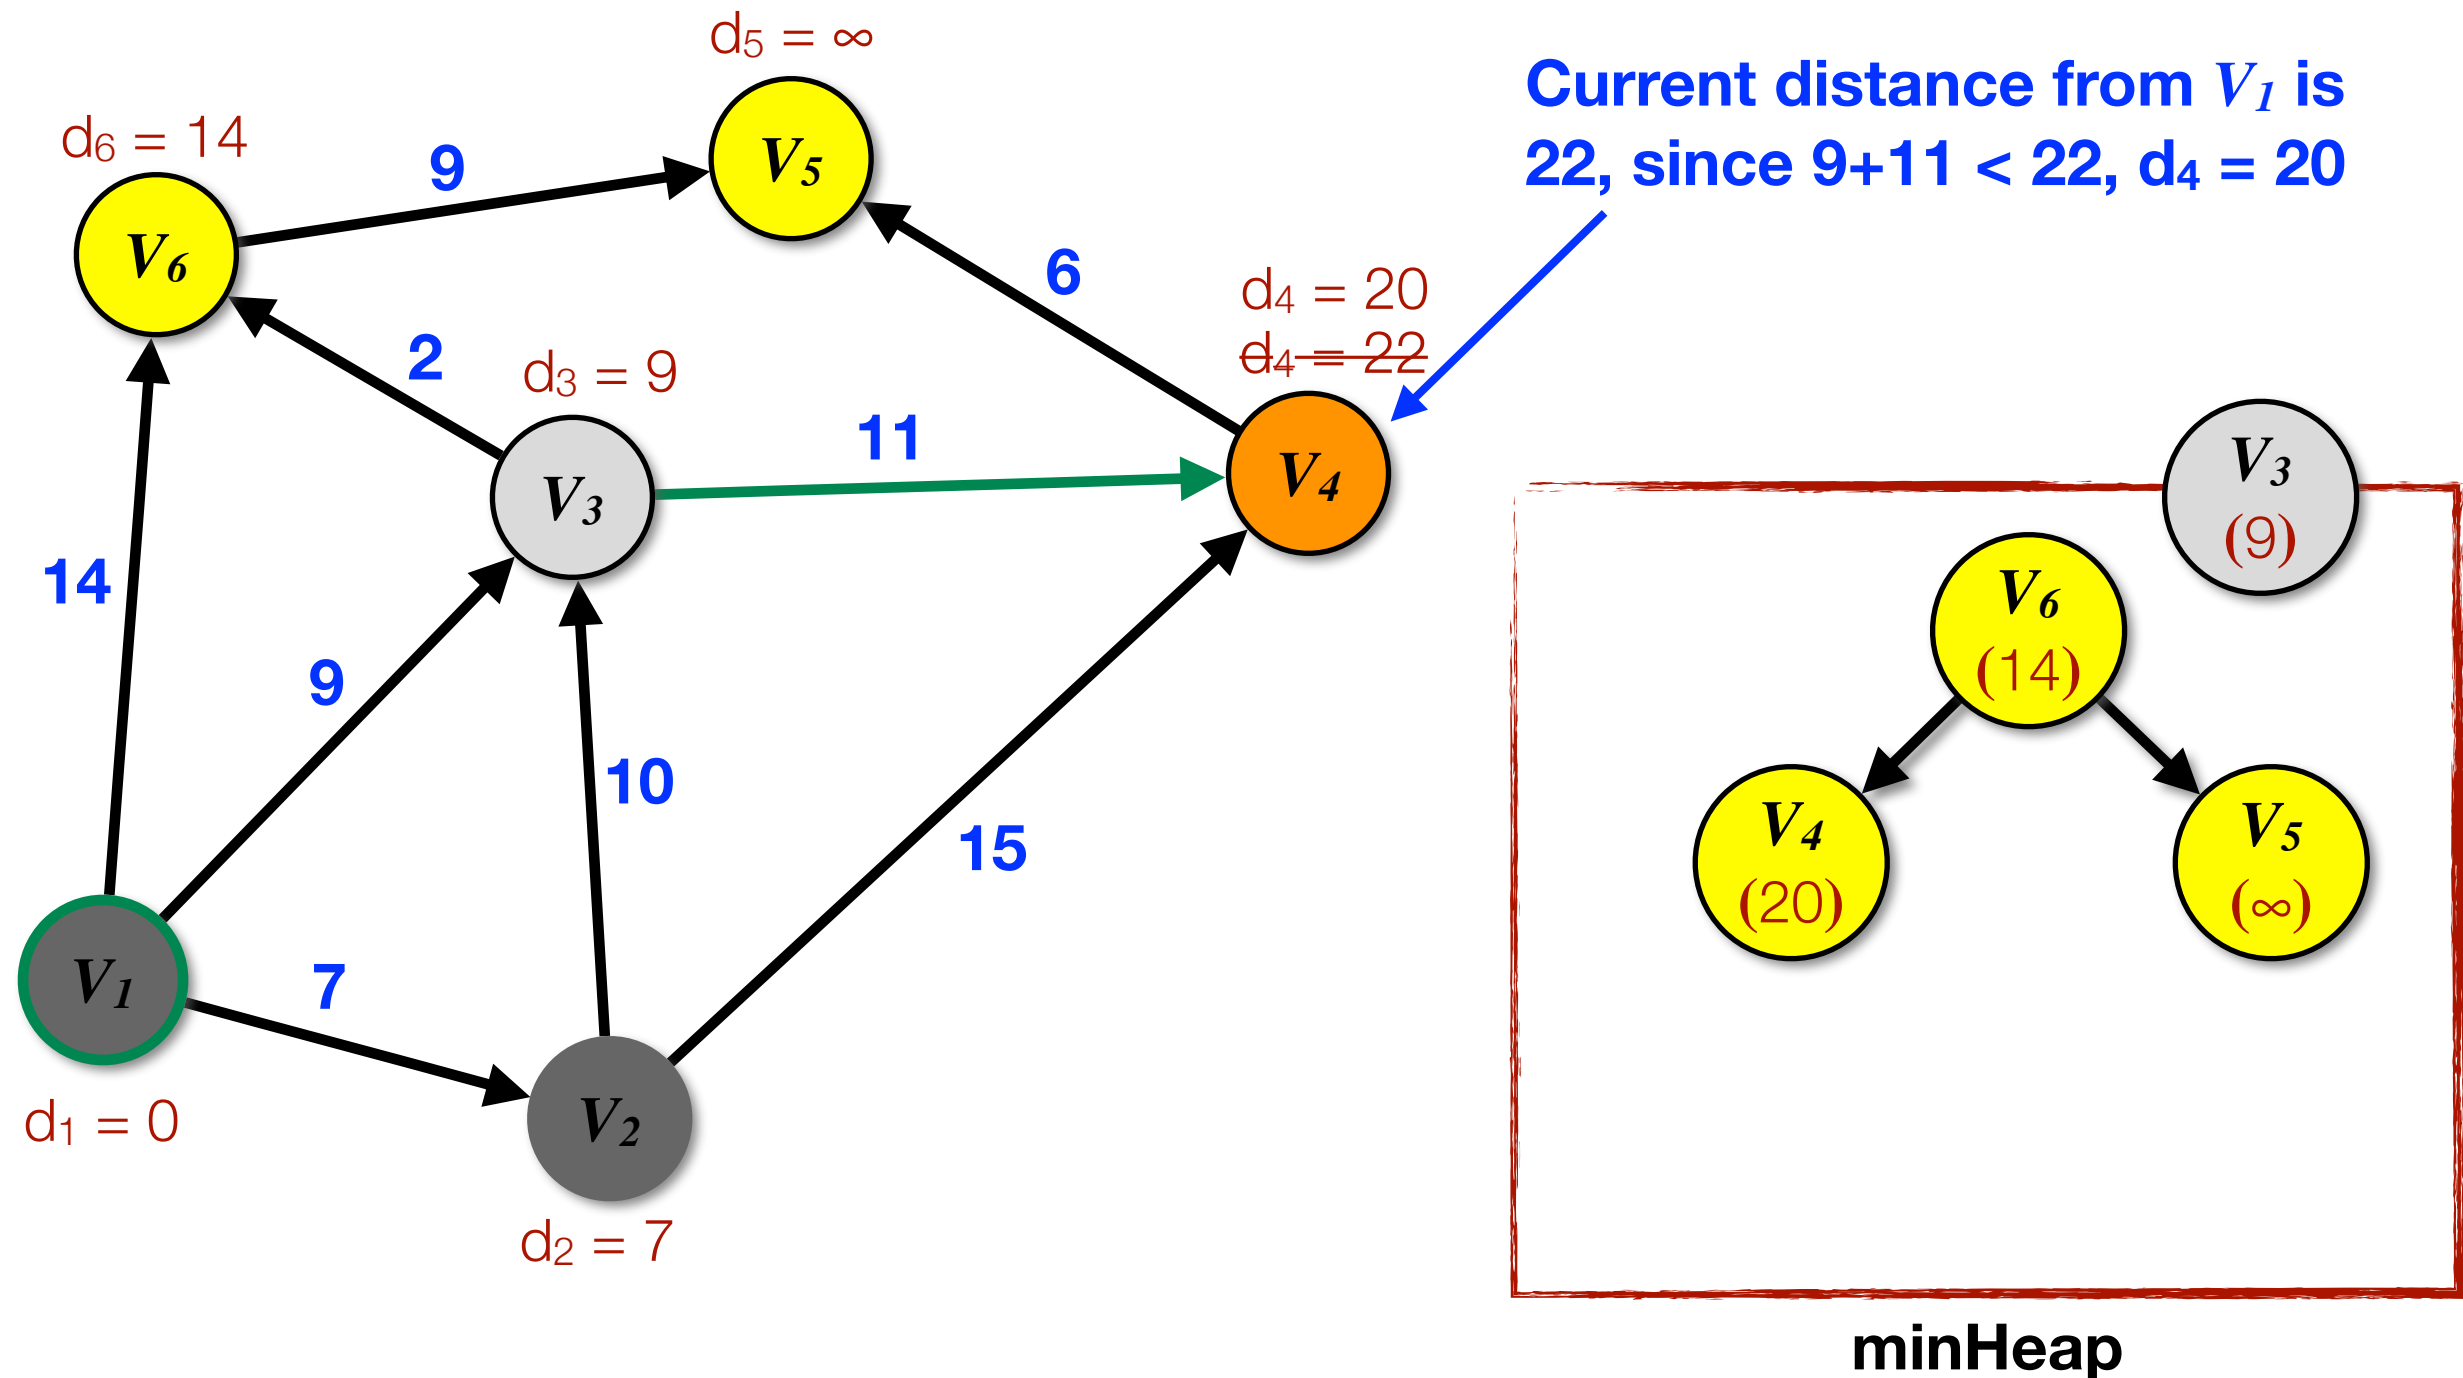 d5 = ∞
Current distance from V1 is
22, since 9+11 < 22, d4 = 20
d6 = 14
9
V5
V6
6
d4 = 20
d4 = 22
2
d3 = 9
11
V3
V4
V3
(9)
14
V6
(14)
9
10
V4
(20)
V5
(∞)
15
V1
7
d1 = 0
V2
d2 = 7
minHeap